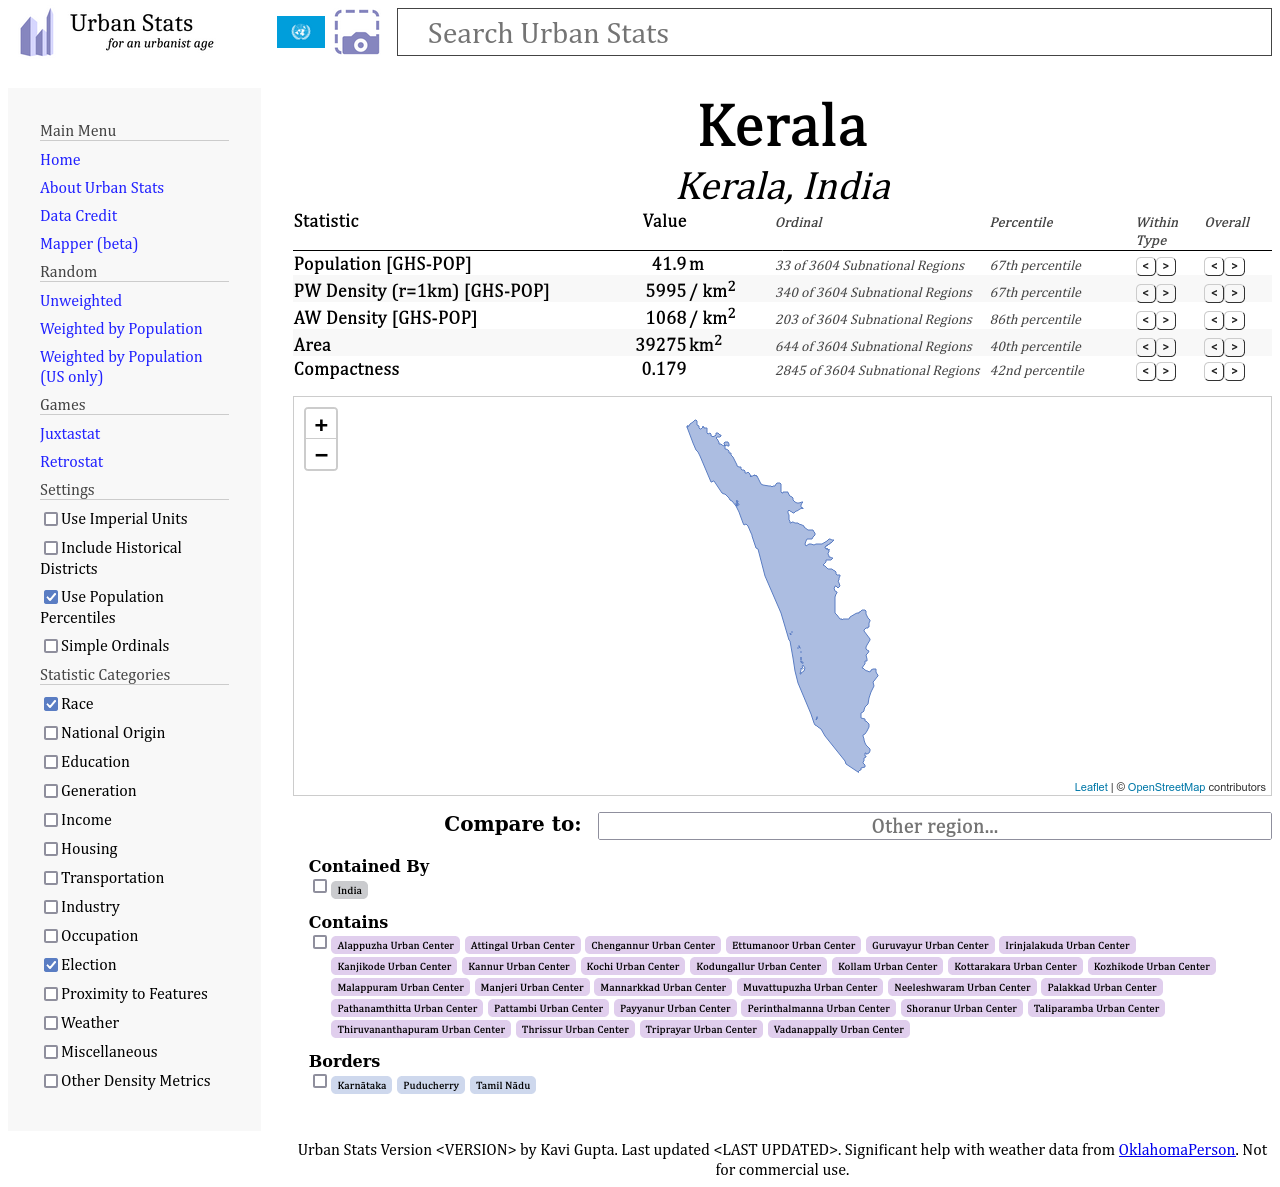 Urban Stats
for an urbanist age
Search Urban Stats
Main Menu
Home
About Urban Stats
Data Credit
Mapper (beta)
Random
Unweighted
Weighted by Population
Weighted by Population
(US only)
Games
Juxtastat
Retrostat
Settings
Use Imperial Units
Include Historical
Districts
Use Population
Percentiles
Simple Ordinals
Statistic Categories
Race
National Origin
Education
Generation
Income
Housing
Transportation
Industry
Occupation
Election
Proximity to Features
Weather
Miscellaneous
Other Density Metrics
Kerala
Kerala, India
Statistic Value Ordinal Percentile Within Type Overall
Population [GHS-POP] 41.9 m 33 of 3604 Subnational Regions 67th percentile < > < >
PW Density (r=1km) [GHS-POP] 5995 / km² 340 of 3604 Subnational Regions 67th percentile < > < >
AW Density [GHS-POP] 1068 / km² 203 of 3604 Subnational Regions 86th percentile < > < >
Area 39275 km² 644 of 3604 Subnational Regions 40th percentile < > < >
Compactness 0.179 2845 of 3604 Subnational Regions 42nd percentile < > < >
+
−
Leaflet | © OpenStreetMap contributors
Compare to: Other region...
Contained By
India
Contains
Alappuzha Urban Center Attingal Urban Center Chengannur Urban Center Ettumanoor Urban Center Guruvayur Urban Center Irinjalakuda Urban Center
Kanjikode Urban Center Kannur Urban Center Kochi Urban Center Kodungallur Urban Center Kollam Urban Center Kottarakara Urban Center Kozhikode Urban Center
Malappuram Urban Center Manjeri Urban Center Mannarkkad Urban Center Muvattupuzha Urban Center Neeleshwaram Urban Center Palakkad Urban Center
Pathanamthitta Urban Center Pattambi Urban Center Payyanur Urban Center Perinthalmanna Urban Center Shoranur Urban Center Taliparamba Urban Center
Thiruvananthapuram Urban Center Thrissur Urban Center Triprayar Urban Center Vadanappally Urban Center
Borders
Karnātaka Puducherry Tamil Nādu
Urban Stats Version <VERSION> by Kavi Gupta. Last updated <LAST UPDATED>. Significant help with weather data from OklahomaPerson. Not
for commercial use.